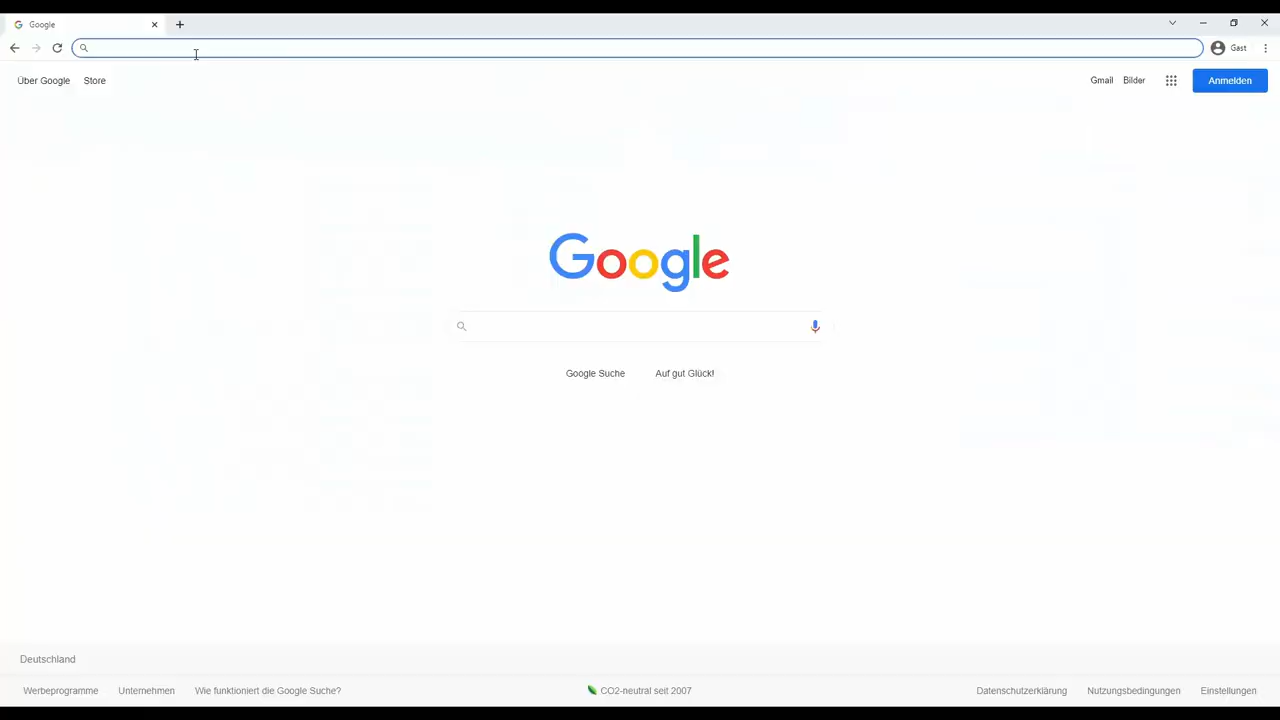 Google
Gast
Über Google Store
Gmail Bilder Anmelden
Google
Google Suche Auf gut Glück!
Deutschland
Werbeprogramme Unternehmen Wie funktioniert die Google Suche? CO2-neutral seit 2007 Datenschutzerklärung Nutzungsbedingungen Einstellungen